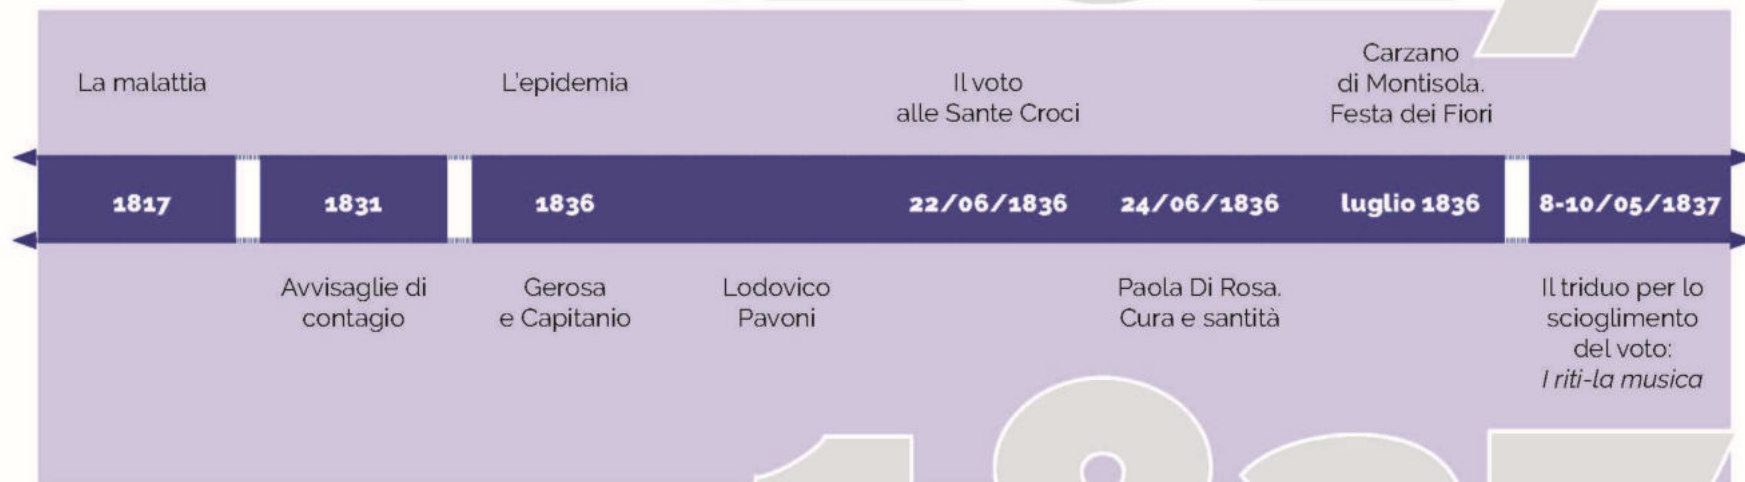 La malattia
L'epidemia
Il voto
alle Sante Croci
Carzano
di Montisola.
Festa dei Fiori
1817
1831
1836
22/06/1836
24/06/1836
luglio 1836
8-10/05/1837
Avvisaglie di
contagio
Gerosa
e Capitanio
Lodovico
Pavoni
Paola Di Rosa.
Cura e santità
Il triduo per lo
scioglimento
del voto:
I riti-la musica